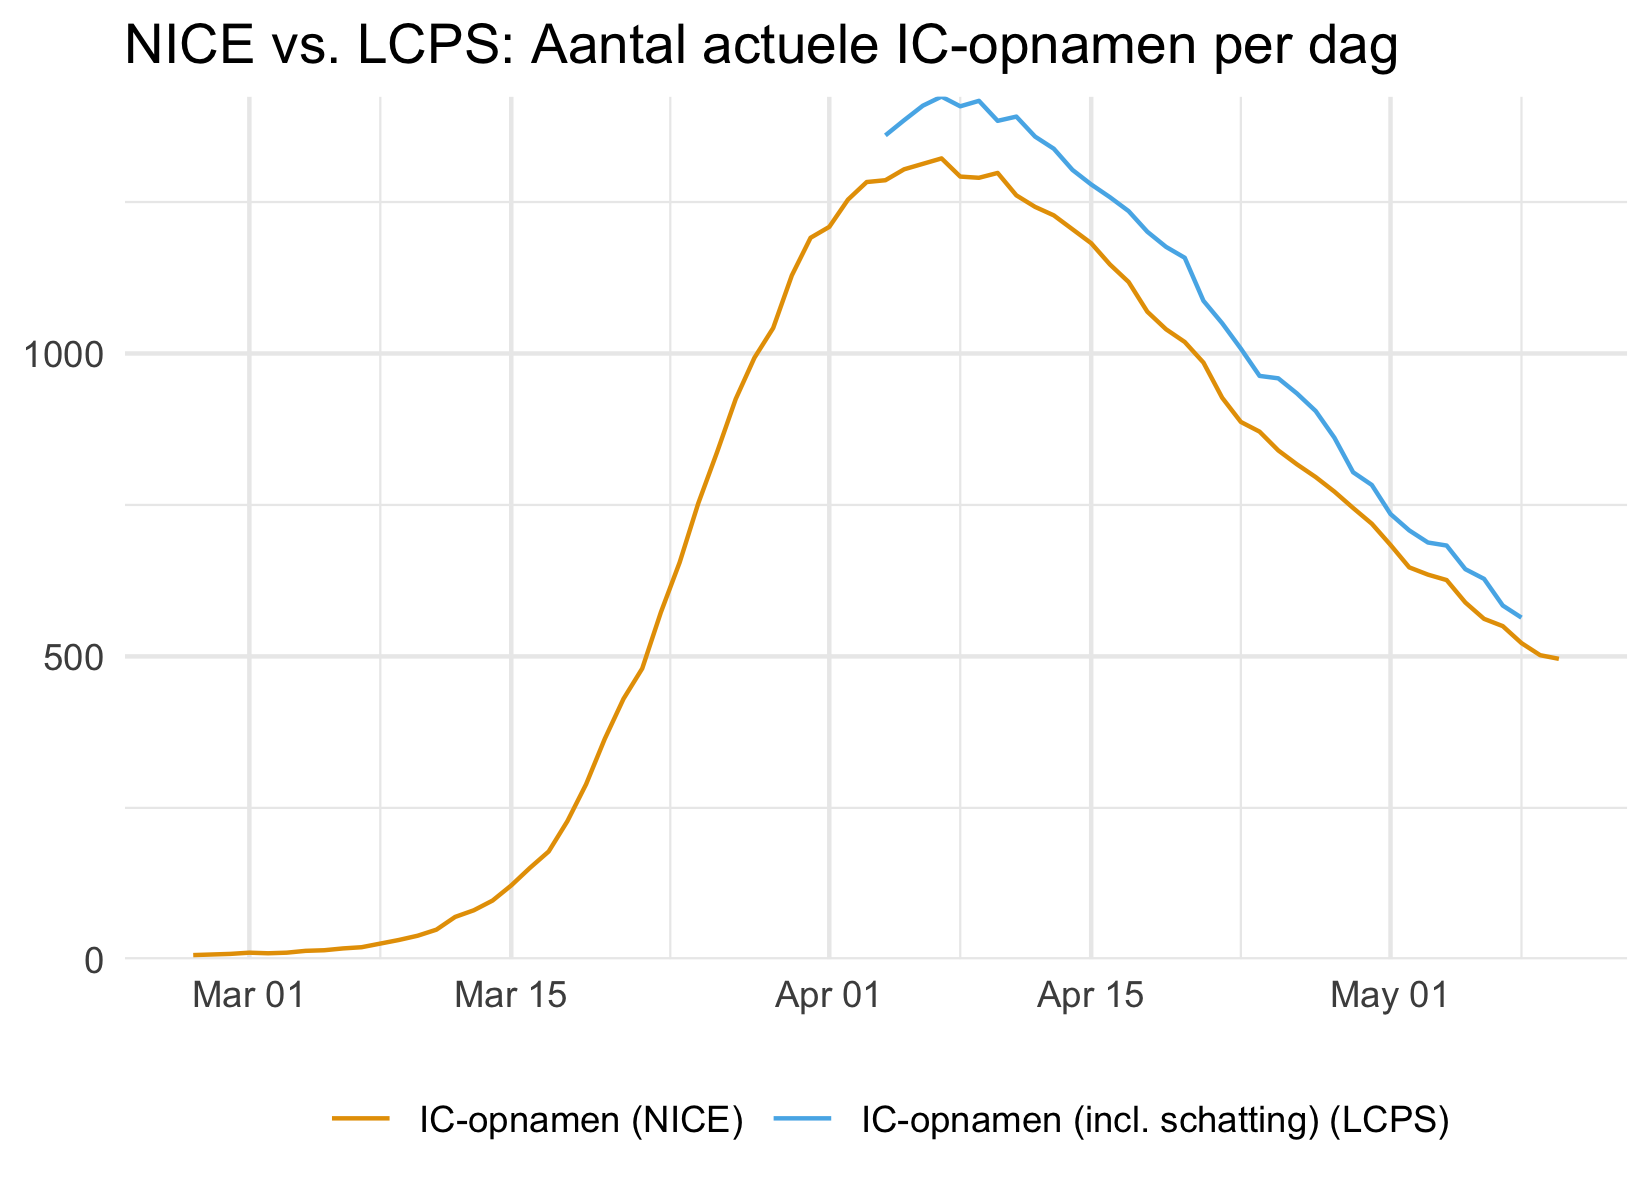 NICE vs. LCPS: Aantal actuele IC-opnamen per dag
1000
500
0
Mar 01 Mar 15 Apr 01 Apr 15 May 01
IC-opnamen (NICE) IC-opnamen (incl. schatting) (LCPS)